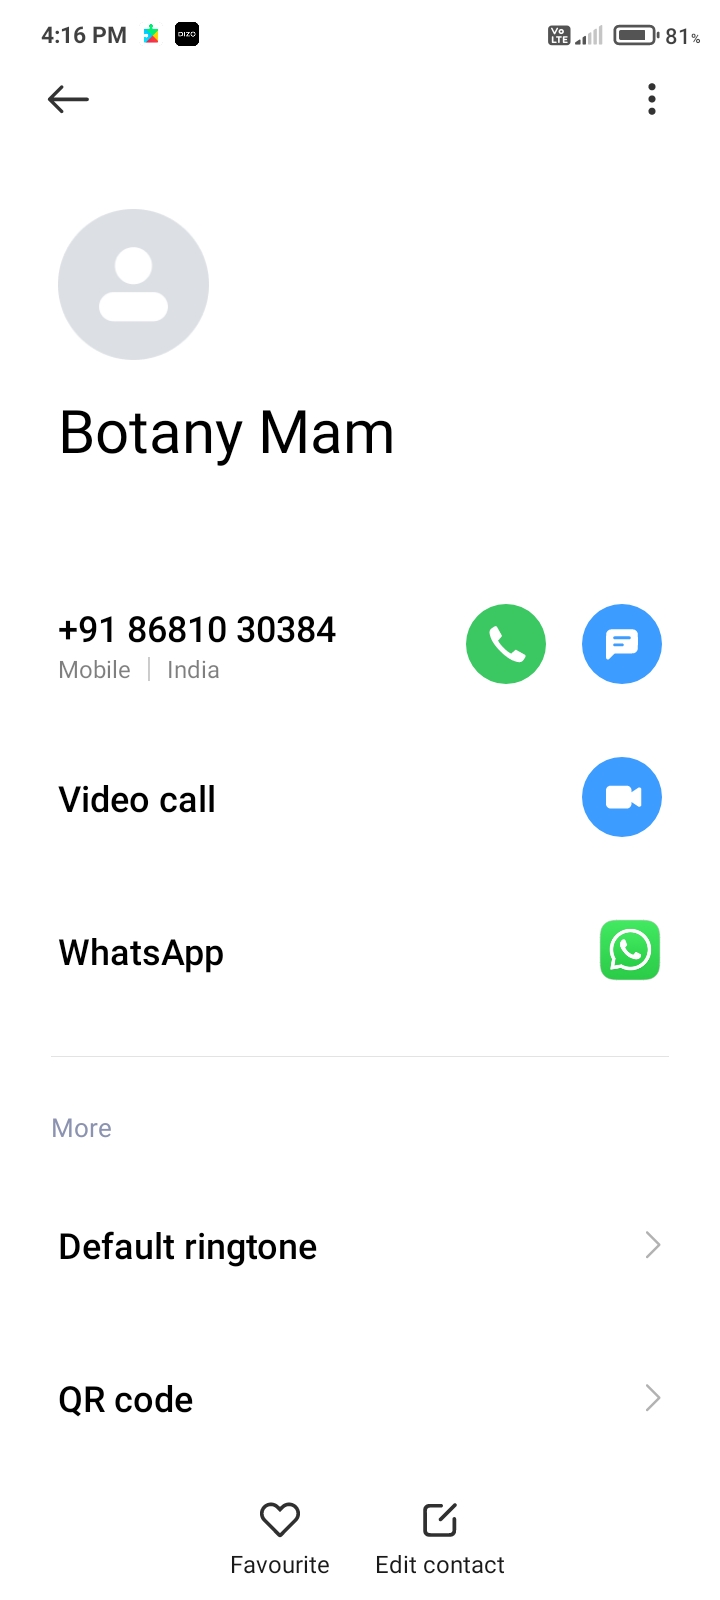 4:16 PM DIZO Vo LTE 81%
Botany Mam
+91 86810 30384
Mobile | India
Video call
WhatsApp
More
Default ringtone
QR code
Favourite Edit contact